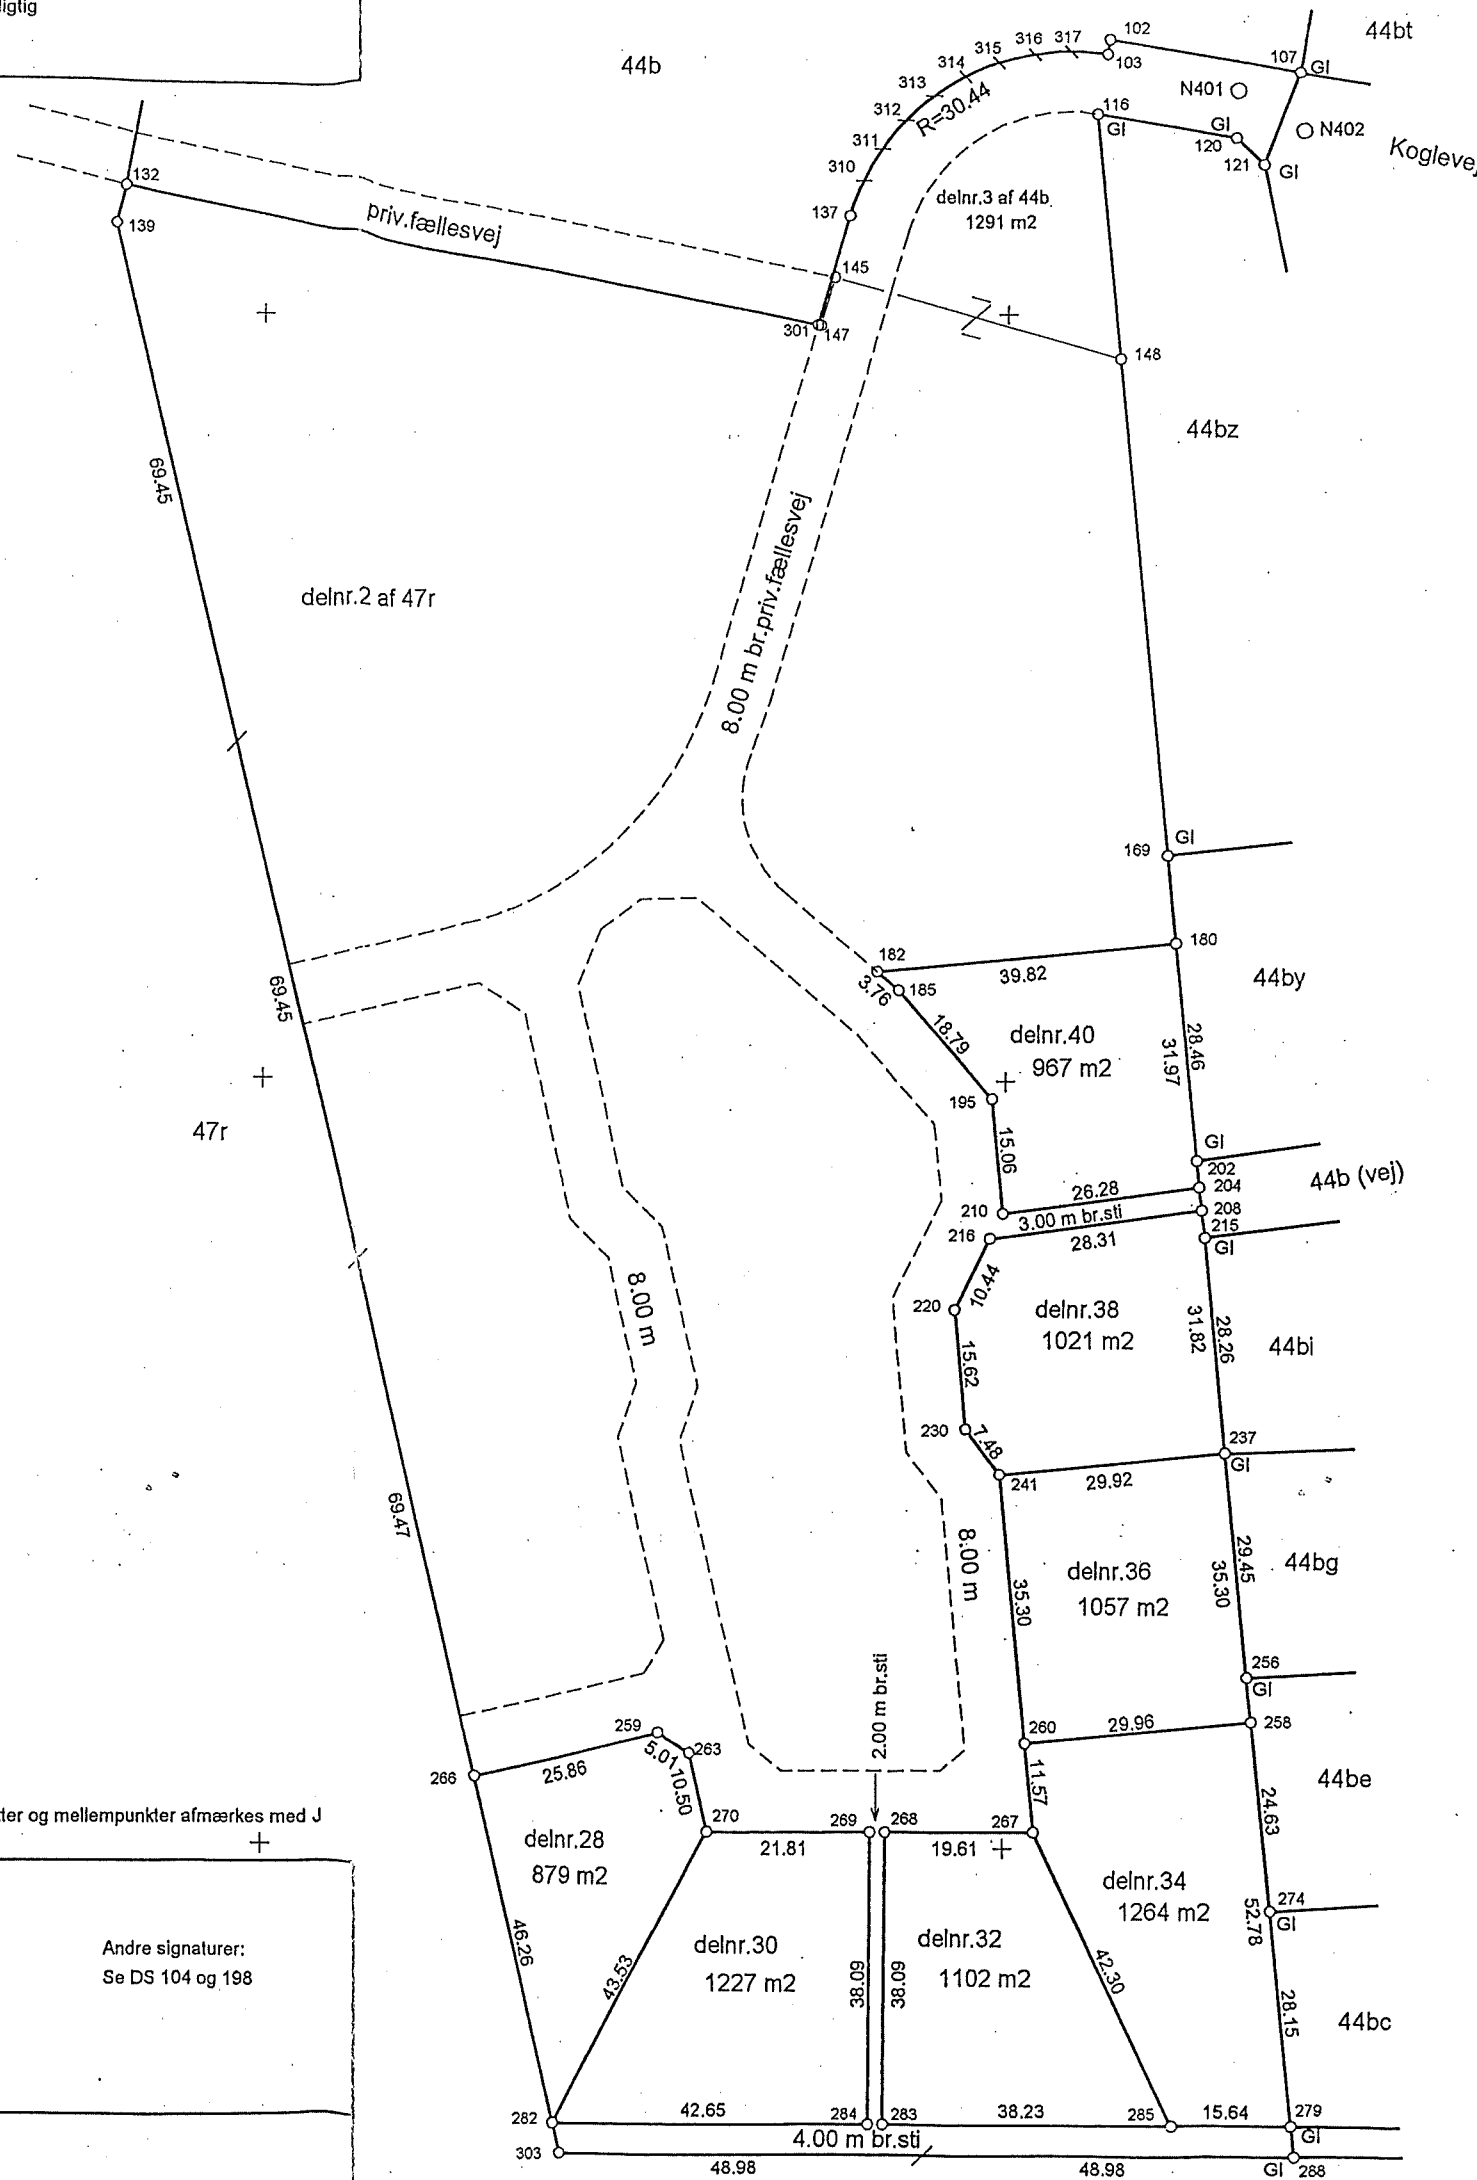 ligtig
44b
44bt
102
103
107
GI
317
316
315
314
313
312
311
310
R=30.44
N401
N402
116
GI
GI
120
121
GI
137
delnr.3 af 44b
1291 m2
132
139
priv.fællesvej
145
301
147
148
44bz
69.45
delnr.2 af 47r
8.00 m br.priv.fællesvej
169
GI
180
182
39.82
3.76
185
44by
69.45
18.79
delnr.40
967 m2
28.46
31.97
195
47r
15.06
GI
202
204
44b (vej)
26.28
210
3.00 m br.sti
208
215
GI
216
28.31
10.44
220
delnr.38
1021 m2
8.00 m
15.62
31.82
28.26
44bi
230
7.48
237
GI
241
29.92
69.47
8.00 m
delnr.36
1057 m2
35.30
29.45
35.30
44bg
256
GI
2.00 m br.sti
258
259
263
5.01
260
29.96
266
25.86
10.50
11.57
44be
24.63
ter og mellempunkter afmærkes med J
270
269
268
267
21.81
19.61
delnr.28
879 m2
delnr.34
1264 m2
274
GI
52.78
Andre signaturer:
Se DS 104 og 198
46.26
43.53
delnr.30
1227 m2
38.09
38.09
delnr.32
1102 m2
42.30
28.15
44bc
282
42.65
284
283
38.23
285
15.64
279
GI
4.00 m br.sti
303
48.98
48.98
GI
288